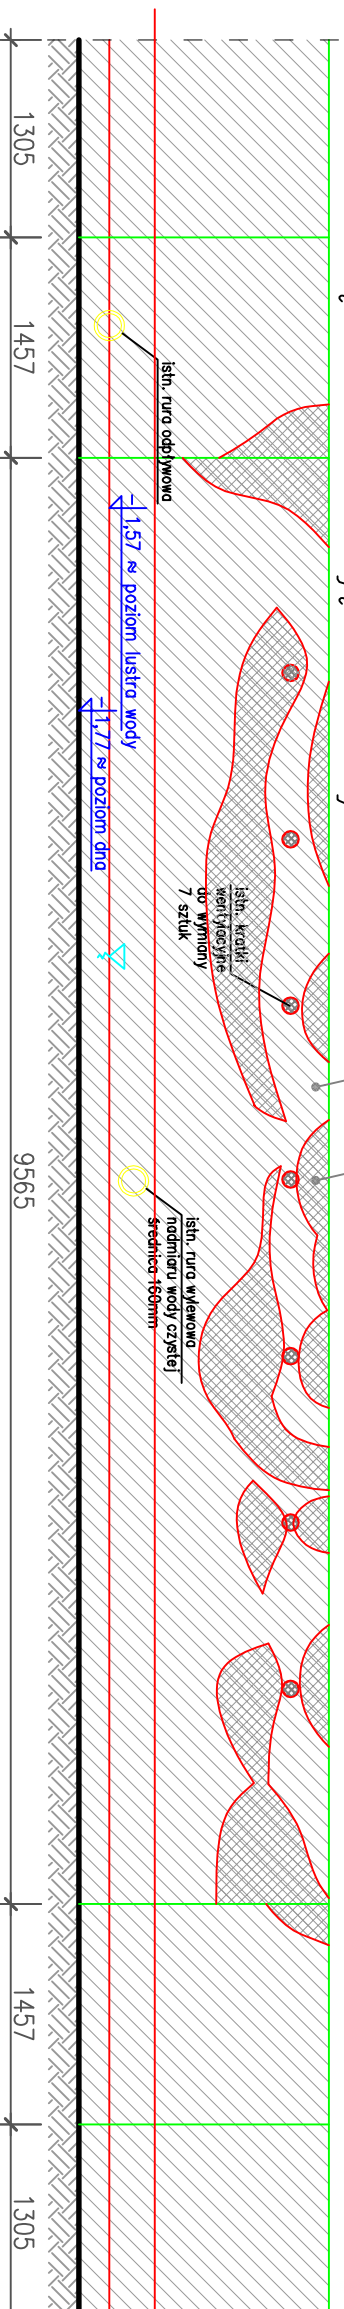 istn. rura odpływowa
-1,57 ≈ poziom lustra wody
-1,77 ≈ poziom dna
istn. kratki
wentylacyjne
do wymiany
7 sztuk
istn. rura wylewowa
nadmiaru wody czystej
średnica 160mm
1305
1457
9565
1457
1305